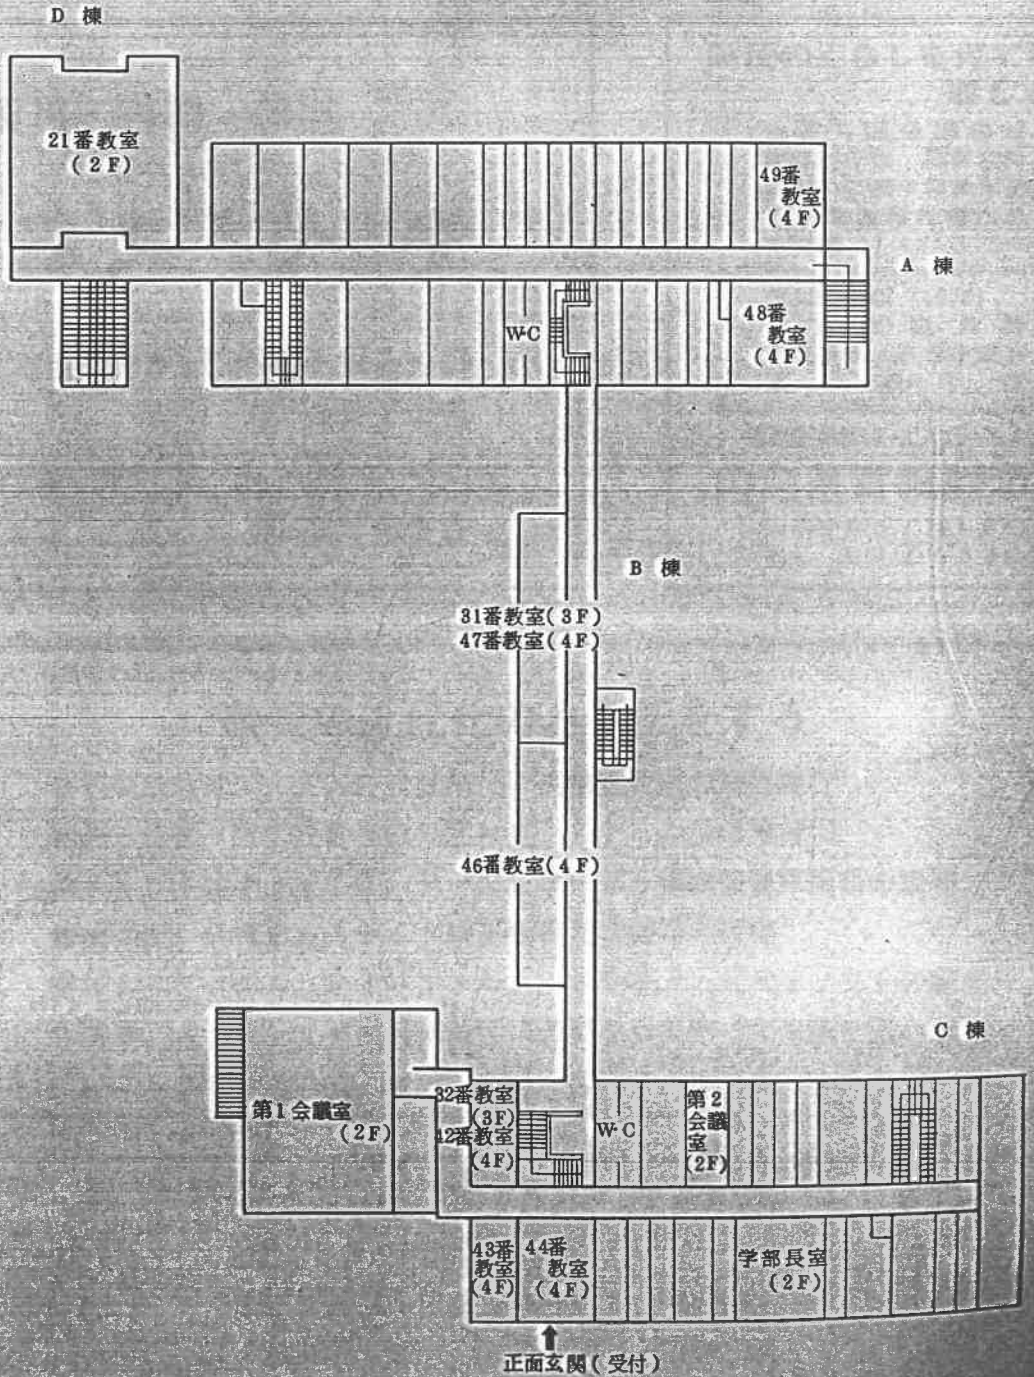 D 棟
21番教室
(2F)
49番
教室
(4F)
A 棟
W·C
48番
教室
(4F)
B 棟
31番教室(3F)
47番教室(4F)
46番教室(4F)
C 棟
第1会議室
(2F)
32番教室
(3F)
42番教室
(4F)
W·C
第2
会議
室
(2F)
43番
教室
(4F)
44番
教室
(4F)
学部長室
(2F)
正面玄関(受付)